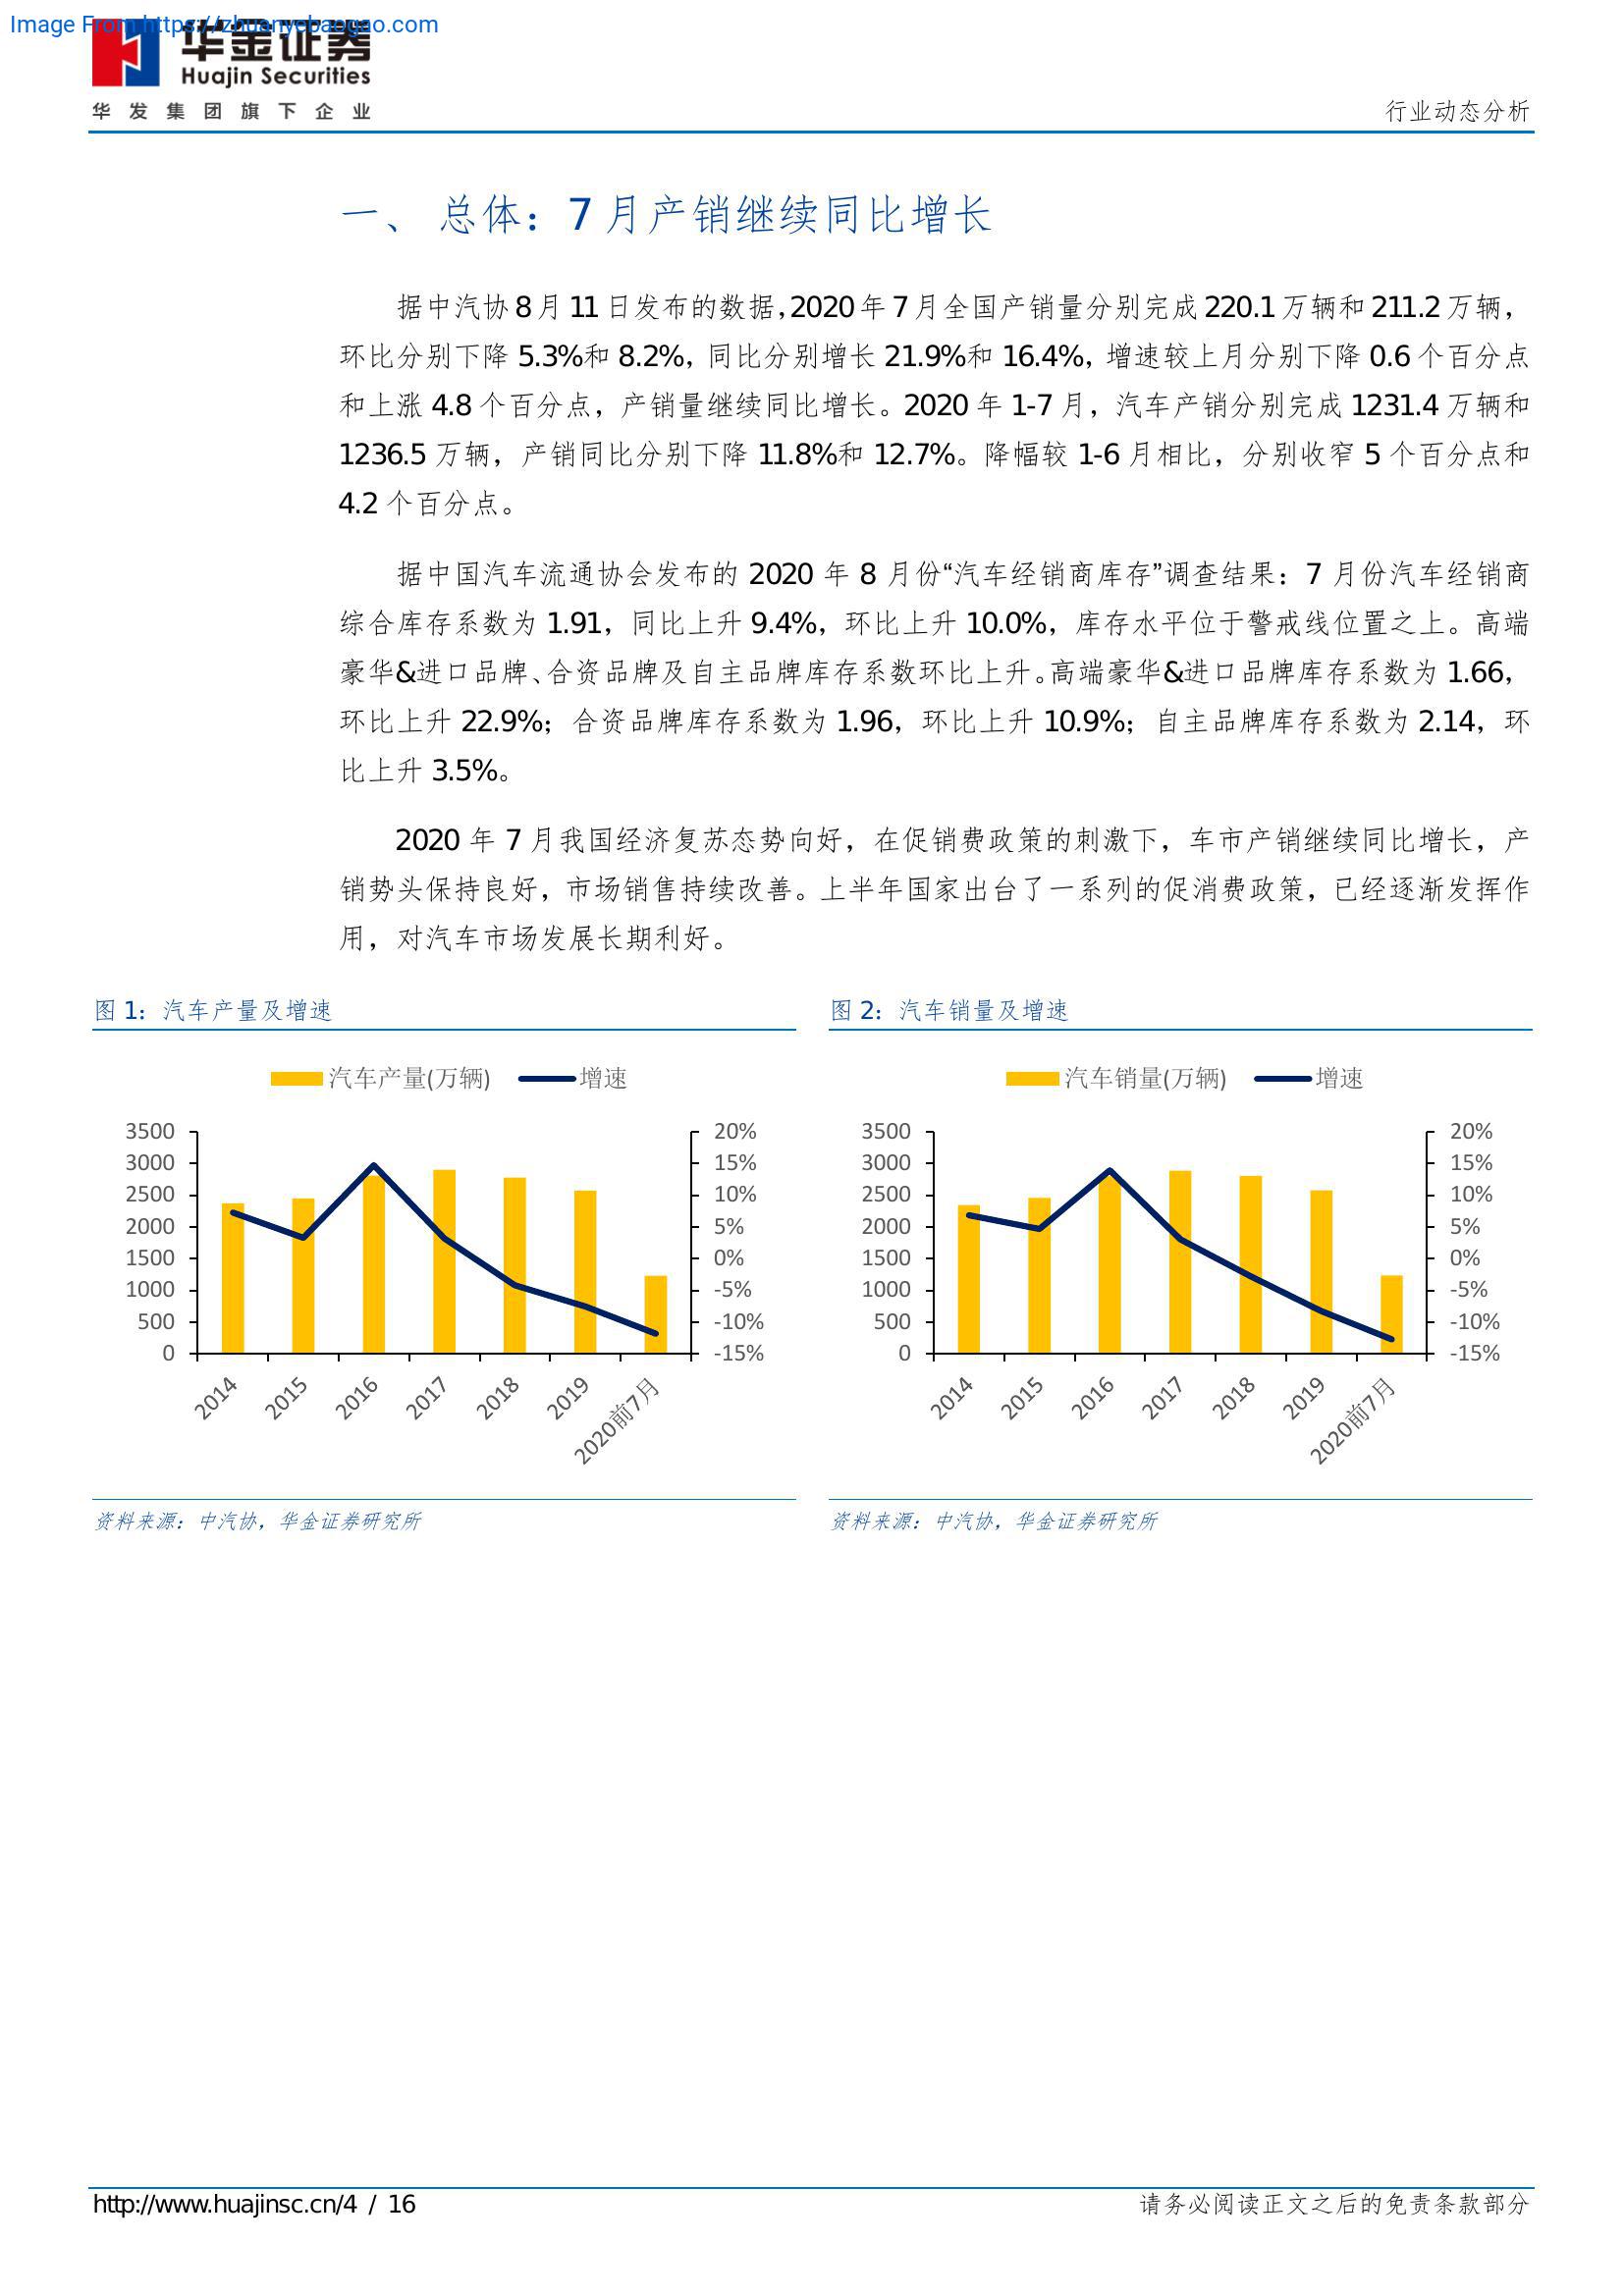 Image From https://zhuanyebaogao.com
华金证券
Huajin Securities
华发集团旗下企业
行业动态分析
一、 总体：7 月产销继续同比增长
据中汽协 8 月 11 日发布的数据，2020 年 7 月全国产销量分别完成 220.1 万辆和 211.2 万辆，
环比分别下降 5.3%和 8.2%，同比分别增长 21.9%和 16.4%，增速较上月分别下降 0.6 个百分点
和上涨 4.8 个百分点，产销量继续同比增长。2020 年 1-7 月，汽车产销分别完成 1231.4 万辆和
1236.5 万辆，产销同比分别下降 11.8%和 12.7%。降幅较 1-6 月相比，分别收窄 5 个百分点和
4.2 个百分点。
据中国汽车流通协会发布的 2020 年 8 月份“汽车经销商库存”调查结果：7 月份汽车经销商
综合库存系数为 1.91，同比上升 9.4%，环比上升 10.0%，库存水平位于警戒线位置之上。高端
豪华&进口品牌、合资品牌及自主品牌库存系数环比上升。高端豪华&进口品牌库存系数为 1.66，
环比上升 22.9%；合资品牌库存系数为 1.96，环比上升 10.9%；自主品牌库存系数为 2.14，环
比上升 3.5%。
2020 年 7 月我国经济复苏态势向好，在促销费政策的刺激下，车市产销继续同比增长，产
销势头保持良好，市场销售持续改善。上半年国家出台了一系列的促消费政策，已经逐渐发挥作
用，对汽车市场发展长期利好。
图 1：汽车产量及增速
汽车产量(万辆) 增速
3500 20%
3000 15%
2500 10%
2000 5%
1500 0%
1000 -5%
500 -10%
0 -15%
2014 2015 2016 2017 2018 2019 2020前7月
资料来源：中汽协，华金证券研究所
图 2：汽车销量及增速
汽车销量(万辆) 增速
3500 20%
3000 15%
2500 10%
2000 5%
1500 0%
1000 -5%
500 -10%
0 -15%
2014 2015 2016 2017 2018 2019 2020前7月
资料来源：中汽协，华金证券研究所
http://www.huajinsc.cn/4 / 16
请务必阅读正文之后的免责条款部分